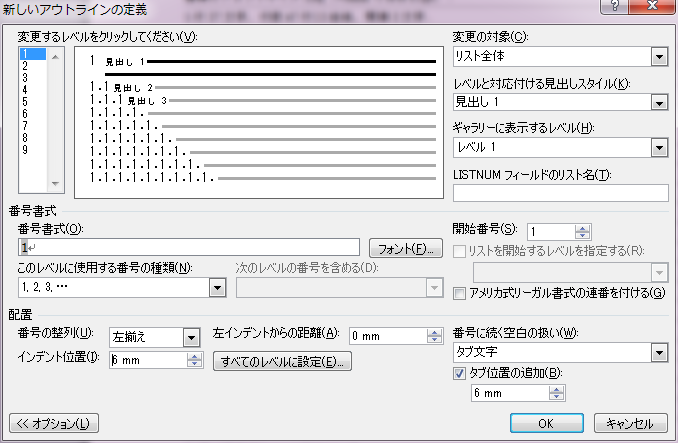 新しいアウトラインの定義
変更するレベルをクリックしてください(V):
1
2
3
4
5
6
7
8
9
1 見出し 1
1.1 見出し 2
1.1.1 見出し 3
1.1.1.1.
1.1.1.1.1.
1.1.1.1.1.1.
1.1.1.1.1.1.1.
1.1.1.1.1.1.1.1.
1.1.1.1.1.1.1.1.1.
変更の対象(C):
リスト全体
レベルと対応付ける見出しスタイル(K):
見出し 1
ギャラリーに表示するレベル(H):
レベル 1
LISTNUM フィールドのリスト名(T):
番号書式
番号書式(O):
1↵
フォント(F)...
このレベルに使用する番号の種類(N):
1, 2, 3, …
次のレベルの番号を含める(D):
開始番号(S):
1
リストを開始するレベルを指定する(R):
アメリカ式リーガル書式の連番を付ける(G)
配置
番号の整列(U):
左揃え
左インデントからの距離(A):
0 mm
インデント位置(I):
6 mm
すべてのレベルに設定(E)...
番号に続く空白の扱い(W):
タブ文字
タブ位置の追加(B):
6 mm
<< オプション(L)
OK
キャンセル